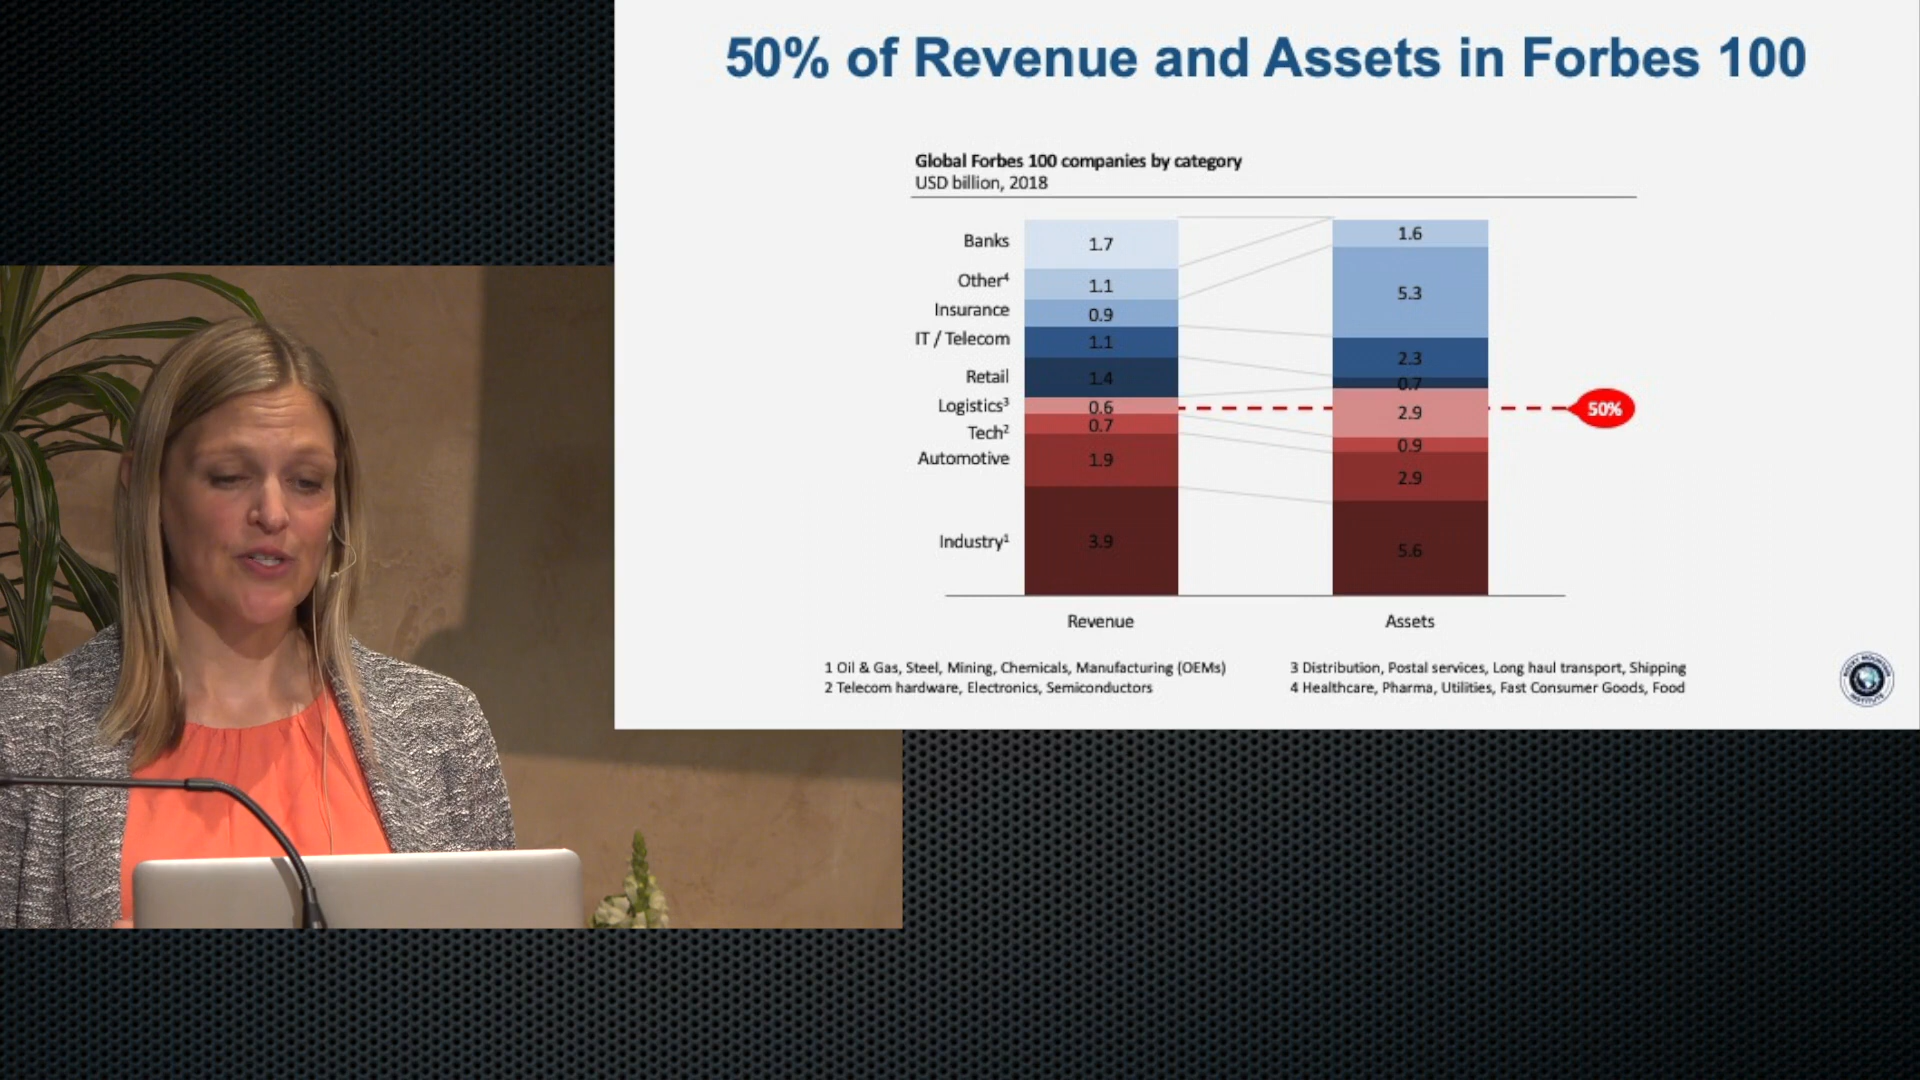 50% of Revenue and Assets in Forbes 100
Global Forbes 100 companies by category
USD billion, 2018
Banks 1.7 1.6
Other⁴ 1.1 5.3
Insurance 0.9
IT / Telecom 1.1 2.3
Retail 1.4 0.7
Logistics³ 0.6 2.9 50%
Tech² 0.7 0.9
Automotive 1.9 2.9
Industry¹ 3.9 5.6
Revenue Assets
1 Oil & Gas, Steel, Mining, Chemicals, Manufacturing (OEMs)
2 Telecom hardware, Electronics, Semiconductors
3 Distribution, Postal services, Long haul transport, Shipping
4 Healthcare, Pharma, Utilities, Fast Consumer Goods, Food